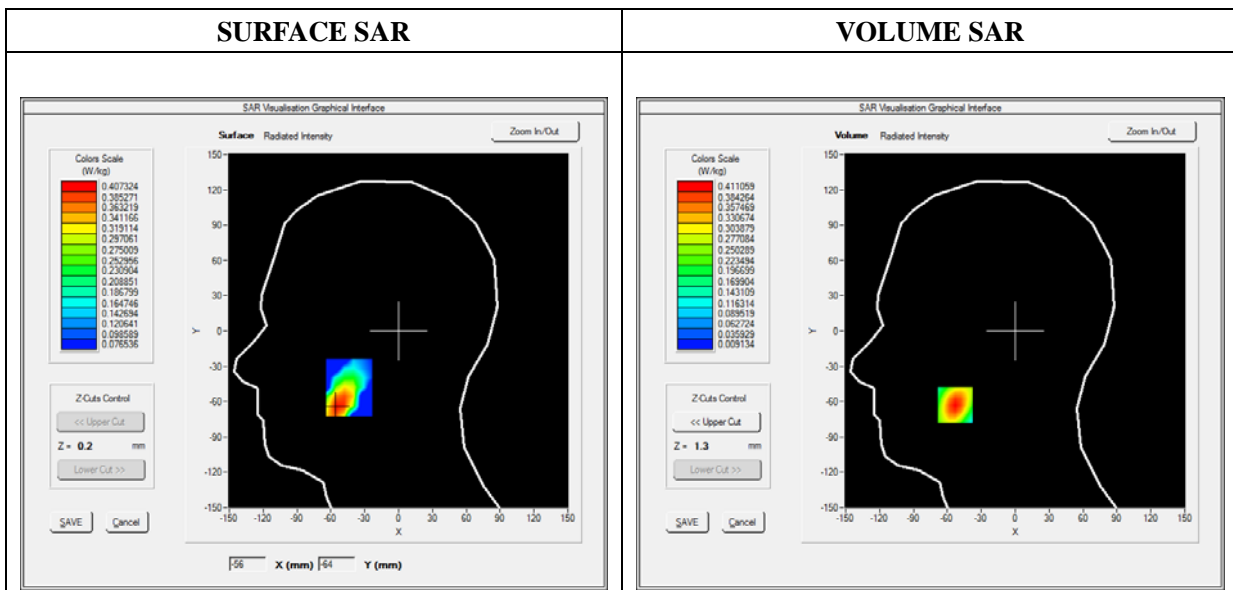 SURFACE SAR
VOLUME SAR
SAR Visualisation Graphical Interface
Surface Radiated Intensity
Zoom In/Out
Colors Scale
(W/kg)
0.407324
0.385271
0.363219
0.341166
0.319114
0.297061
0.275009
0.252956
0.230904
0.208851
0.186799
0.164746
0.142694
0.120641
0.098589
0.076536
150
120
90
60
30
0
-30
-60
-90
-120
-150
Y
-150 -120 -90 -60 -30 0 30 60 90 120 150
X
Z-Cuts Control
<< Upper Cut
Z = 0.2 mm
Lower Cut >>
SAVE Cancel
-56 X (mm) -64 Y (mm)
SAR Visualisation Graphical Interface
Volume Radiated Intensity
Zoom In/Out
Colors Scale
(W/kg)
0.411059
0.384264
0.357469
0.330674
0.303879
0.277084
0.250289
0.223494
0.196699
0.169904
0.143109
0.116314
0.089519
0.062724
0.035929
0.009134
150
120
90
60
30
0
-30
-60
-90
-120
-150
Y
-150 -120 -90 -60 -30 0 30 60 90 120 150
X
Z-Cuts Control
<< Upper Cut
Z = 1.3 mm
Lower Cut >>
SAVE Cancel